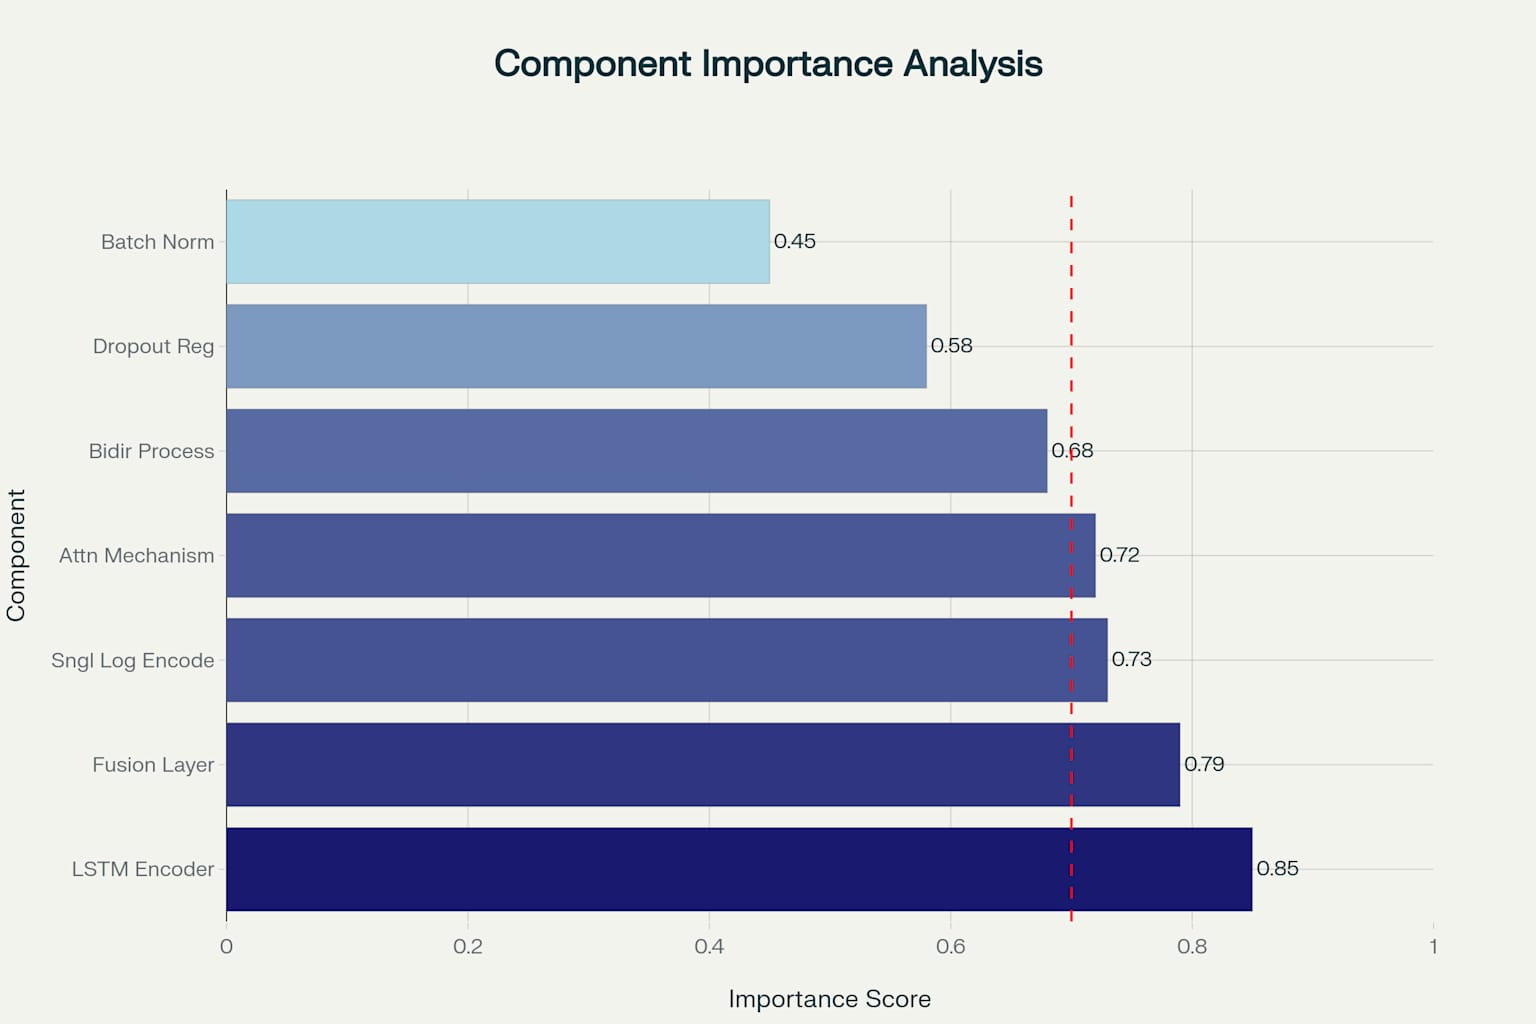 Component Importance Analysis
Component
Batch Norm
0.45
Dropout Reg
0.58
Bidir Process
0.68
Attn Mechanism
0.72
Sngl Log Encode
0.73
Fusion Layer
0.79
LSTM Encoder
0.85
0 0.2 0.4 0.6 0.8 1
Importance Score